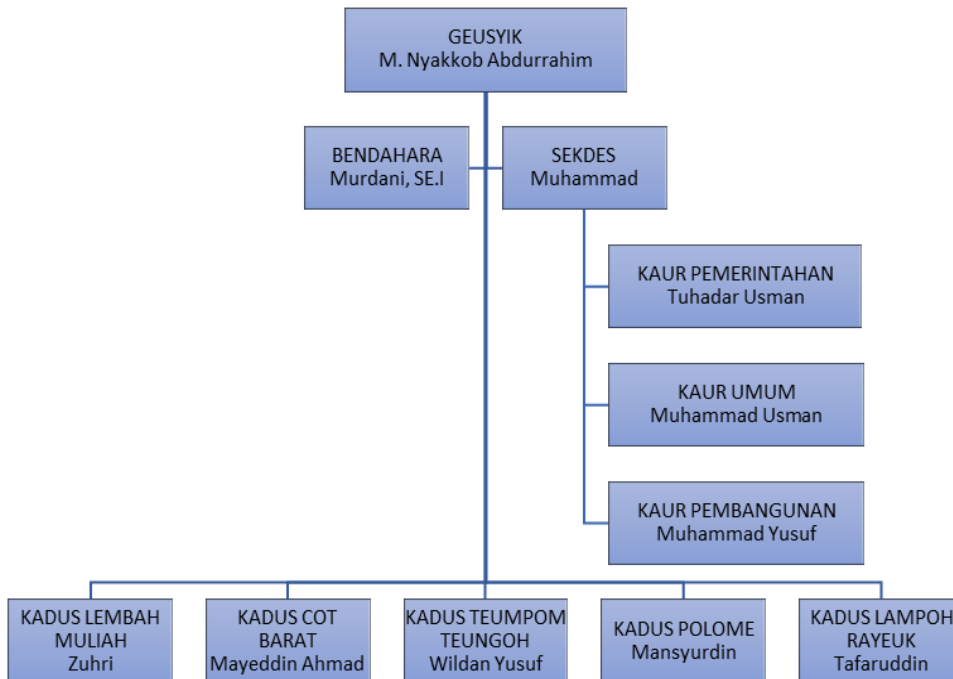 GEUSYIK
M. Nyakkob Abdurrahim
BENDAHARA
Murdani, SE.I
SEKDES
Muhammad
KAUR PEMERINTAHAN
Tuhadar Usman
KAUR UMUM
Muhammad Usman
KAUR PEMBANGUNAN
Muhammad Yusuf
KADUS LEMBAH
MULIAH
Zuhri
KADUS COT
BARAT
Mayeddin Ahmad
KADUS TEUMPOM
TEUNGOH
Wildan Yusuf
KADUS POLOME
Mansyurdin
KADUS LAMPOH
RAYEUK
Tafaruddin